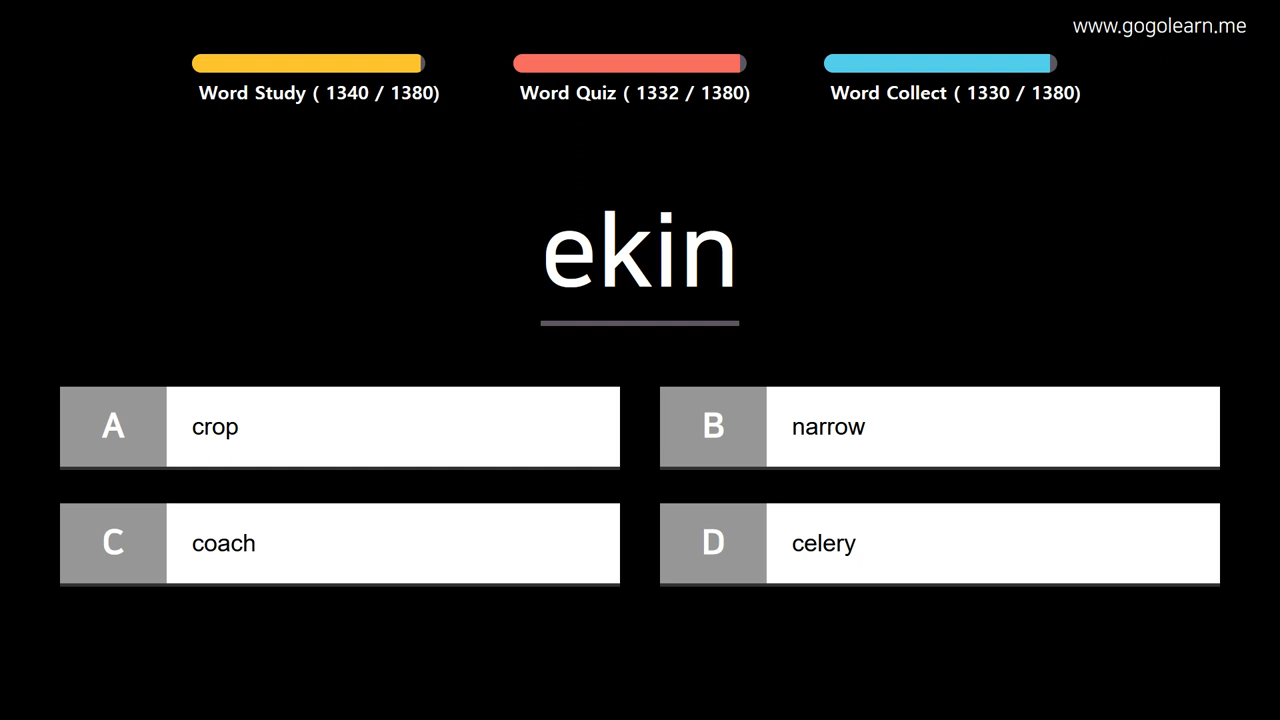 www.gogolearn.me
Word Study ( 1340 / 1380)
Word Quiz ( 1332 / 1380)
Word Collect ( 1330 / 1380)
ekin
A crop
B narrow
C coach
D celery